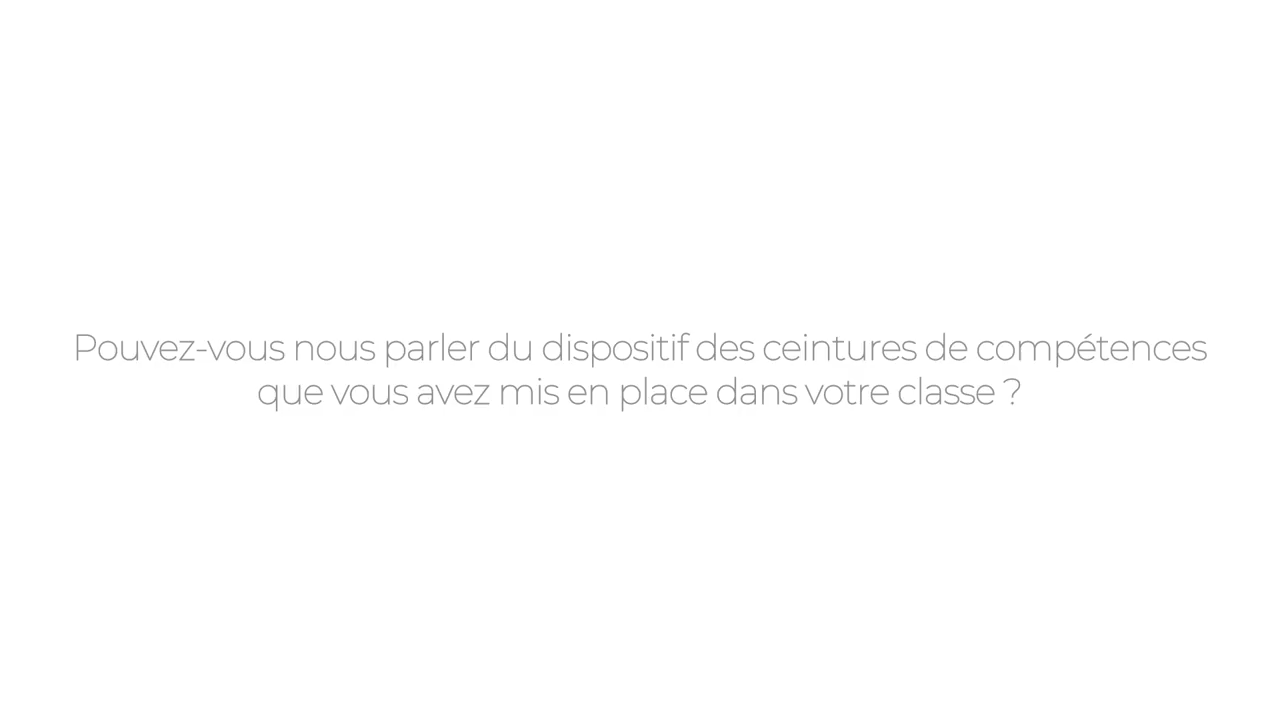 Pouvez-vous nous parler du dispositif des ceintures de compétences
que vous avez mis en place dans votre classe ?